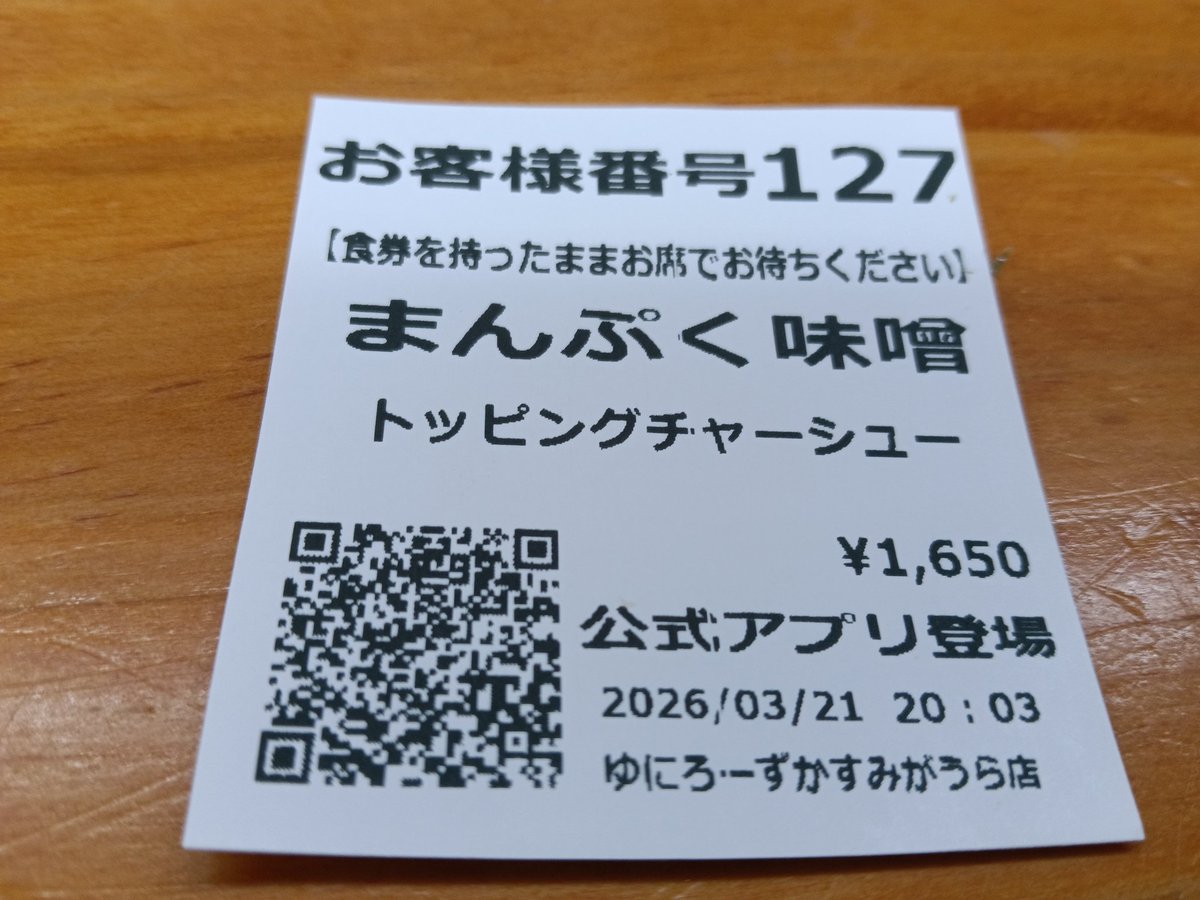 お客様番号127
【食券を持ったままお席でお待ちください】
まんぷく味噌
トッピングチャーシュー
¥1,650
公式アプリ登場
2026/03/21 20:03
ゆにろーずかすみがうら店